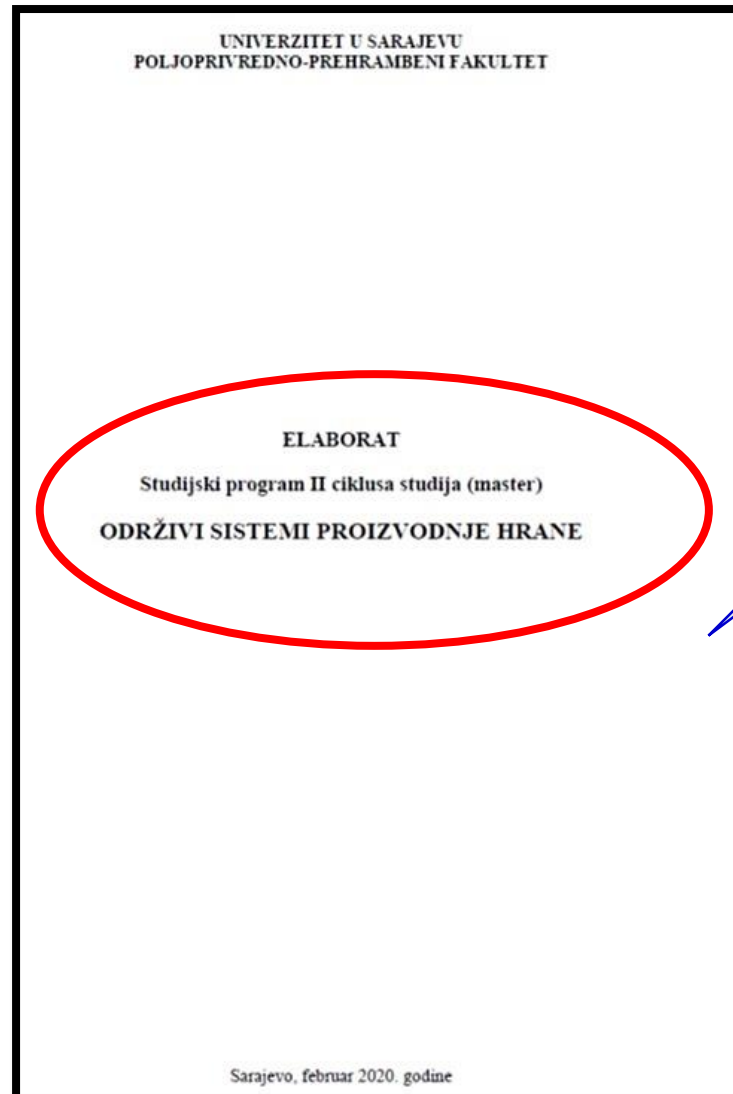 UNIVERZITET U SARAJEVU
POLJOPRIVREDNO-PREHRAMBENI FAKULTET
ELABORAT
Studijski program II ciklusa studija (master)
ODRŽIVI SISTEMI PROIZVODNJE HRANE
Sarajevo, februar 2020. godine